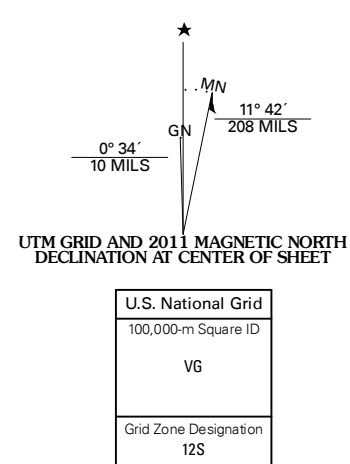 MN
11° 42´
208 MILS
GN
0° 34´
10 MILS
UTM GRID AND 2011 MAGNETIC NORTH
DECLINATION AT CENTER OF SHEET
U.S. National Grid
100,000-m Square ID
VG
Grid Zone Designation
12S